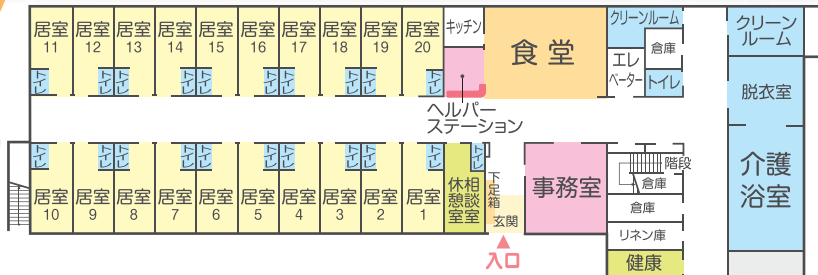 居室
11
居室
12
居室
13
居室
14
居室
15
居室
16
居室
17
居室
18
居室
19
居室
20
トイレ
トイレ
トイレ
トイレ
トイレ
トイレ
トイレ
トイレ
トイレ
トイレ
キッチン
食堂
クリーンルーム
エレ
ベーター
倉庫
トイレ
クリーン
ルーム
脱衣室
介護
浴室
ヘルパー
ステーション
トイレ
トイレ
トイレ
トイレ
トイレ
トイレ
トイレ
トイレ
トイレ
トイレ
トイレ
居室
10
居室
9
居室
8
居室
7
居室
6
居室
5
居室
4
居室
3
居室
2
居室
1
相談室
休憩室
下足箱
玄関
入口
事務室
階段
倉庫
倉庫
リネン庫
健康